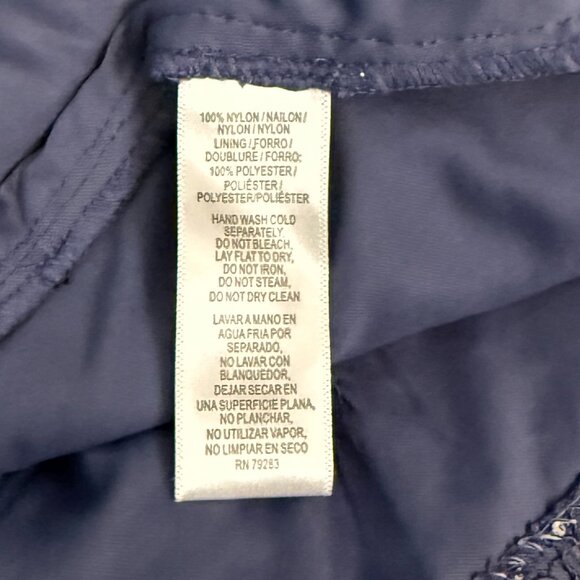 100% NYLON / NAILON /
NYLON / NYLON
LINING / FORRO /
DOUBLURE / FORRO:
100% POLYESTER /
POLIÉSTER /
POLYESTER/POLIÉSTER
HAND WASH COLD
SEPARATELY,
DO NOT BLEACH,
LAY FLAT TO DRY,
DO NOT IRON,
DO NOT STEAM,
DO NOT DRY CLEAN
LAVAR A MANO EN
AGUA FRIA POR
SEPARADO,
NO LAVAR CON
BLANQUEDOR,
DEJAR SECAR EN
UNA SUPERFICIE PLANA,
NO PLANCHAR,
NO UTILIZAR VAPOR,
NO LIMPIAR EN SECO
RN 79283